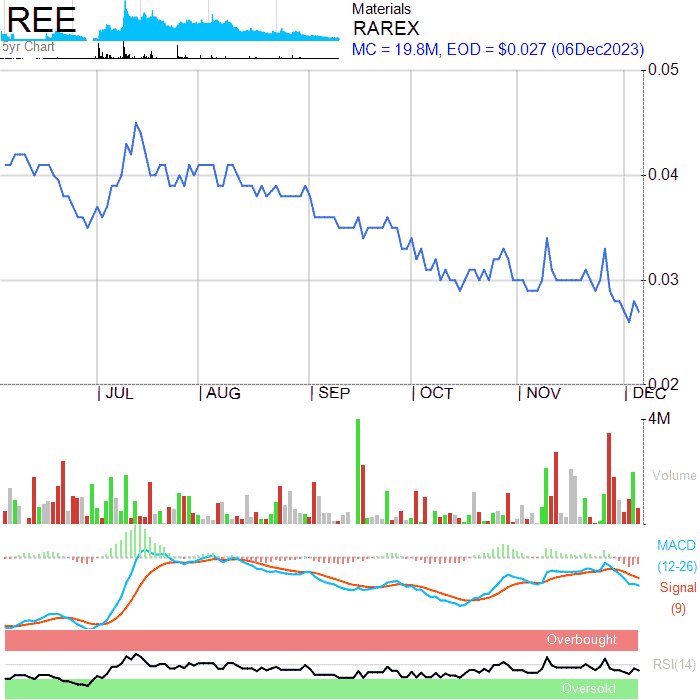 REE
5yr Chart
Materials
RAREX
MC = 19.8M, EOD = $0.027 (06Dec2023)
0.05
0.04
0.03
0.02
JUL AUG SEP OCT NOV DEC
4M
Volume
MACD
(12-26)
Signal
(9)
Overbought
RSI(14)
Oversold